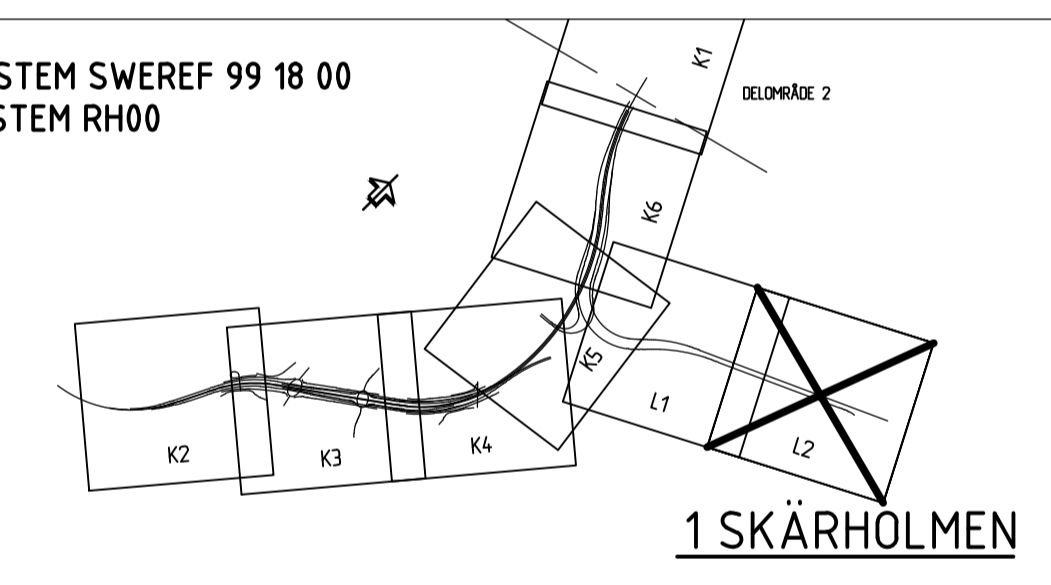 STEM SWEREF 99 18 00
STEM RH00
K1
DELOMRÅDE 2
K6
K5
L1
L2
K2
K3
K4
1 SKÄRHOLMEN